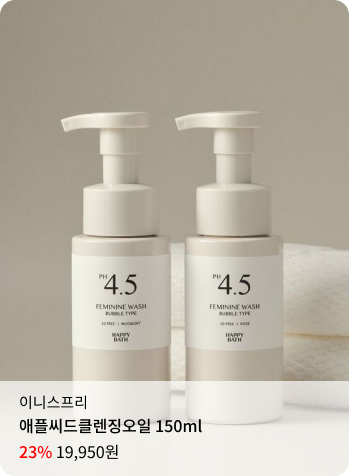 PH 4.5
FEMININE WASH
BUBBLE TYPE
HAPPY
BATH
PH 4.5
FEMININE WASH
BUBBLE TYPE
HAPPY
BATH
이니스프리
애플씨드클렌징오일 150ml
23% 19,950원